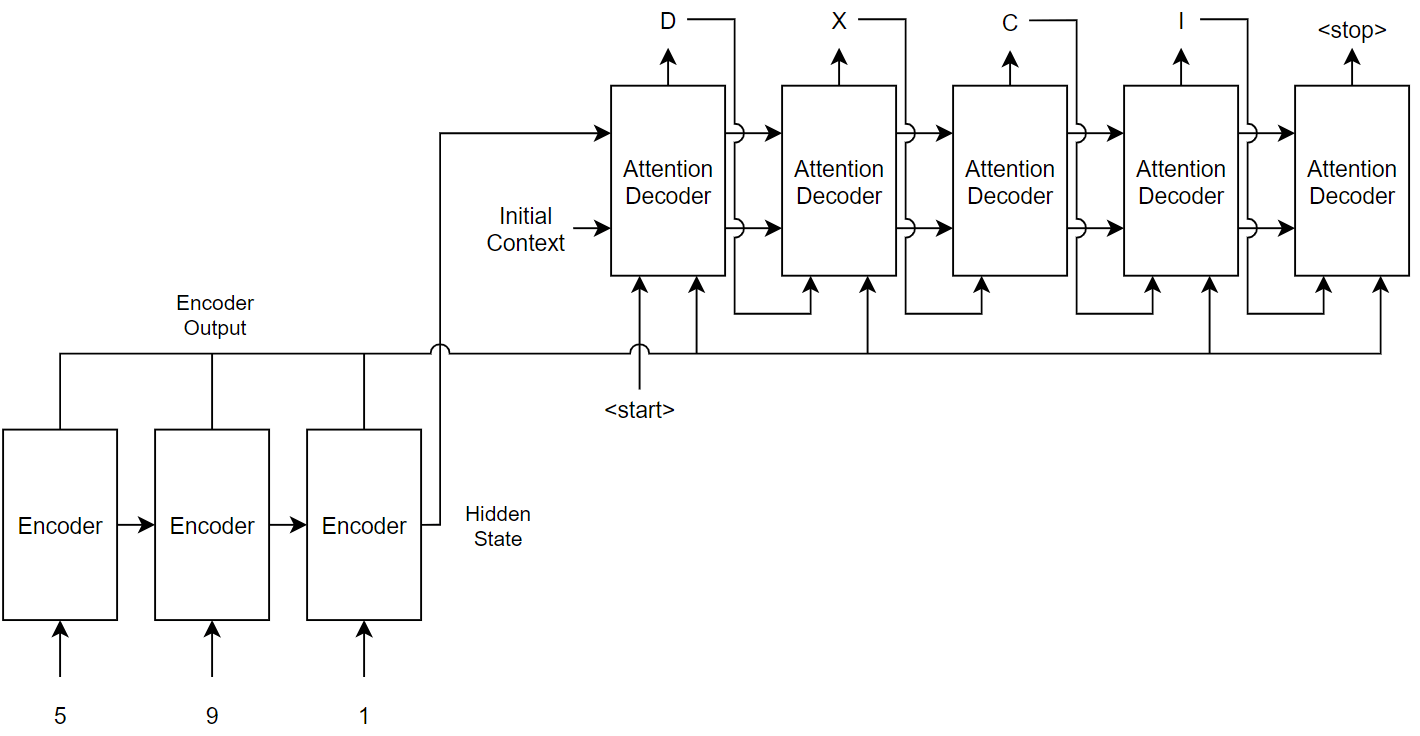 D
X
C
I
<stop>
Attention
Decoder
Attention
Decoder
Attention
Decoder
Attention
Decoder
Attention
Decoder
Initial
Context
Encoder
Output
<start>
Encoder
Encoder
Encoder
Hidden
State
5
9
1